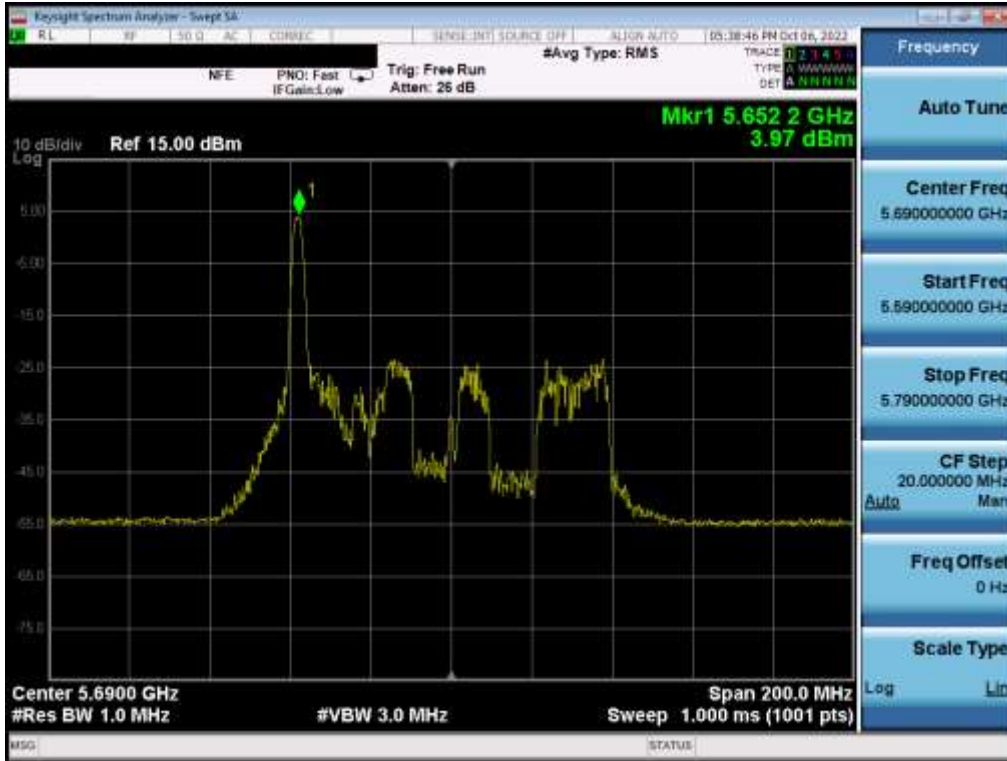 Keysight Spectrum Analyzer - Swept SA
RL RF 50 Ω AC CORREC SENSE:INT SOURCE OFF ALIGN AUTO 05:38:46 PM Oct 06, 2022
NFE PNO: Fast Trig: Free Run #Avg Type: RMS TRACE 1 2 3 4 5 6
IFGain:Low Atten: 26 dB TYPE A WWWWW
DET A N N N N N
Mkr1 5.652 2 GHz
3.97 dBm
10 dB/div Ref 15.00 dBm
Log
1
5.00
-5.00
-15.0
-25.0
-35.0
-45.0
-55.0
-65.0
-75.0
Center 5.6900 GHz Span 200.0 MHz
#Res BW 1.0 MHz #VBW 3.0 MHz Sweep 1.000 ms (1001 pts)
MSG STATUS
Frequency
Auto Tune
Center Freq
5.690000000 GHz
Start Freq
5.590000000 GHz
Stop Freq
5.790000000 GHz
CF Step
20.000000 MHz
Auto Man
Freq Offset
0 Hz
Scale Type
Log Lin